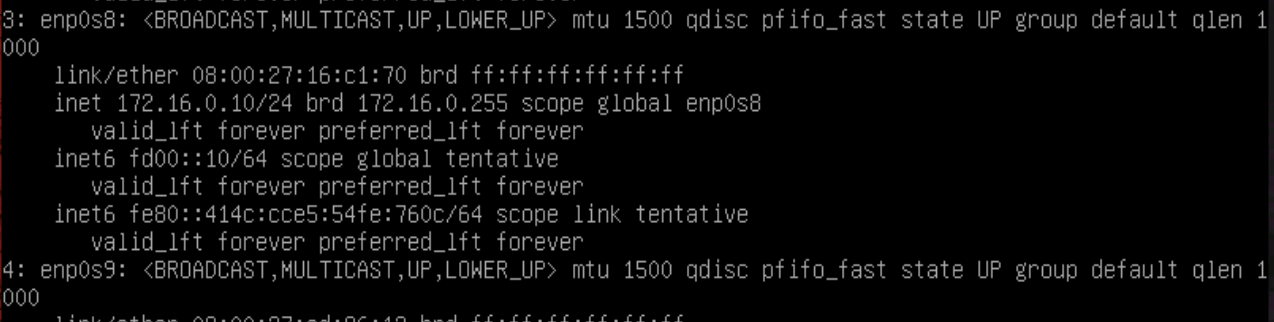 3: enp0s8: <BROADCAST,MULTICAST,UP,LOWER_UP> mtu 1500 qdisc pfifo_fast state UP group default qlen 1
000
    link/ether 08:00:27:16:c1:70 brd ff:ff:ff:ff:ff:ff
    inet 172.16.0.10/24 brd 172.16.0.255 scope global enp0s8
       valid_lft forever preferred_lft forever
    inet6 fd00::10/64 scope global tentative
       valid_lft forever preferred_lft forever
    inet6 fe80::414c:cce5:54fe:760c/64 scope link tentative
       valid_lft forever preferred_lft forever
4: enp0s9: <BROADCAST,MULTICAST,UP,LOWER_UP> mtu 1500 qdisc pfifo_fast state UP group default qlen 1
000